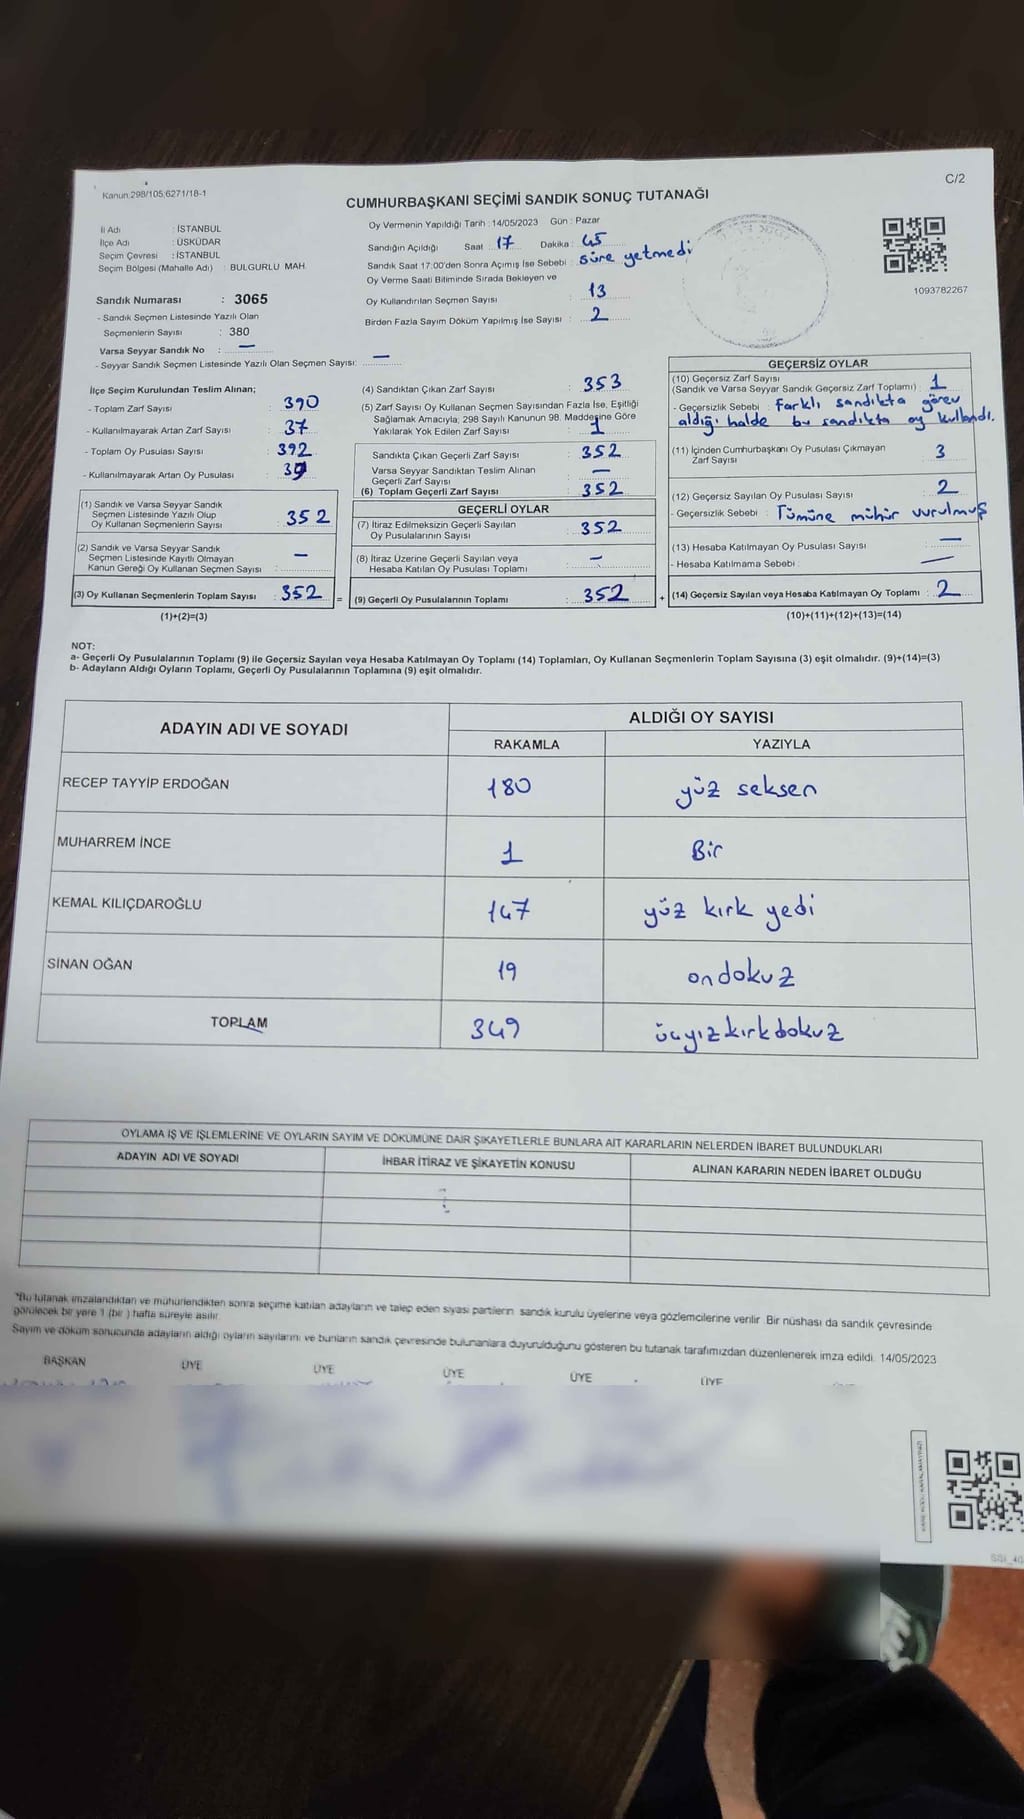 Kanun:298/105;6271/18-1
C/2
CUMHURBAŞKANI SEÇİMİ SANDIK SONUÇ TUTANAĞI
İl Adı : İSTANBUL
İlçe Adı : ÜSKÜDAR
Seçim Çevresi : İSTANBUL
Seçim Bölgesi (Mahalle Adı) : BULGURLU MAH
Sandık Numarası : 3065
- Sandık Seçmen Listesinde Yazılı Olan
Seçmenlerin Sayısı : 380
Varsa Seyyar Sandık No : —
- Seyyar Sandık Seçmen Listesinde Yazılı Olan Seçmen Sayısı: —
Oy Vermenin Yapıldığı Tarih : 14/05/2023 Gün : Pazar
Sandığın Açıldığı Saat : 17 Dakika : 45
Sandık Saat 17:00'den Sonra Açımış İse Sebebi : süre yetmedi
Oy Verme Saati Bitiminde Sırada Bekleyen ve
Oy Kullandırılan Seçmen Sayısı : 13
Birden Fazla Sayım Döküm Yapılmış İse Sayısı : 2
1093782267
İlçe Seçim Kurulundan Teslim Alınan;
- Toplam Zarf Sayısı : 390
- Kullanılmayarak Artan Zarf Sayısı : 37
- Toplam Oy Pusulası Sayısı : 392
- Kullanılmayarak Artan Oy Pusulası :
(1) Sandık ve Varsa Seyyar Sandık
Seçmen Listesinde Yazılı Olup
Oy Kullanan Seçmenlerin Sayısı : 352
(2) Sandık ve Varsa Seyyar Sandık
Seçmen Listesinde Kayıtlı Olmayan
Kanun Gereği Oy Kullanan Seçmen Sayısı : —
(3) Oy Kullanan Seçmenlerin Toplam Sayısı : 352
(1)+(2)=(3)
(4) Sandıktan Çıkan Zarf Sayısı : 353
(5) Zarf Sayısı Oy Kullanan Seçmen Sayısından Fazla İse, Eşitliği
Sağlamak Amacıyla; 298 Sayılı Kanunun 98. Maddesine Göre
Yakılarak Yok Edilen Zarf Sayısı : 1
Sandıkta Çıkan Geçerli Zarf Sayısı : 352
Varsa Seyyar Sandıktan Teslim Alınan
Geçerli Zarf Sayısı : —
(6) Toplam Geçerli Zarf Sayısı : 352
GEÇERLİ OYLAR
(7) İtiraz Edilmeksizin Geçerli Sayılan
Oy Pusulalarının Sayısı : 352
(8) İtiraz Üzerine Geçerli Sayılan veya
Hesaba Katılan Oy Pusulası Toplamı : —
= (9) Geçerli Oy Pusulalarının Toplamı : 352
GEÇERSİZ OYLAR
(10) Geçersiz Zarf Sayısı
(Sandık ve Varsa Seyyar Sandık Geçersiz Zarf Toplamı) : 1
- Geçersizlik Sebebi : farklı sandıkta görev
aldığı halde bu sandıkta oy kullandı.
(11) İçinden Cumhurbaşkanı Oy Pusulası Çıkmayan
Zarf Sayısı : 3
(12) Geçersiz Sayılan Oy Pusulası Sayısı : 2
- Geçersizlik Sebebi : Tümüne mühür vurulmuş
(13) Hesaba Katılmayan Oy Pusulası Sayısı : —
- Hesaba Katılmama Sebebi : —
+ (14) Geçersiz Sayılan veya Hesaba Katılmayan Oy Toplamı : 2
(10)+(11)+(12)+(13)=(14)
NOT:
a- Geçerli Oy Pusulalarının Toplamı (9) ile Geçersiz Sayılan veya Hesaba Katılmayan Oy Toplamı (14) Toplamları, Oy Kullanan Seçmenlerin Toplam Sayısına (3) eşit olmalıdır. (9)+(14)=(3)
b- Adayların Aldığı Oyların Toplamı, Geçerli Oy Pusulalarının Toplamına (9) eşit olmalıdır.
ADAYIN ADI VE SOYADI
ALDIĞI OY SAYISI
RAKAMLA YAZIYLA
RECEP TAYYİP ERDOĞAN 180 yüz seksen
MUHARREM İNCE 1 Bir
KEMAL KILIÇDAROĞLU 147 yüz kırk yedi
SİNAN OĞAN 19 ondokuz
TOPLAM 349 üçyüzkırkdokuz
OYLAMA İŞ VE İŞLEMLERİNE VE OYLARIN SAYIM VE DÖKÜMÜNE DAİR ŞİKAYETLERLE BUNLARA AİT KARARLARIN NELERDEN İBARET BULUNDUKLARI
ADAYIN ADI VE SOYADI İHBAR İTİRAZ VE ŞİKAYETİN KONUSU ALINAN KARARIN NEDEN İBARET OLDUĞU
*Bu tutanak imzalandıktan ve mühürlendikten sonra seçime katılan adayların ve talep eden siyasi partilerin sandık kurulu üyelerine veya gözlemcilerine verilir. Bir nüshası da sandık çevresinde
görülecek bir yere 1 (bir) hafta süreyle asılır.
Sayım ve döküm sonucunda adayların aldığı oyların sayılarını ve bunların sandık çevresinde bulunanlara duyurulduğunu gösteren bu tutanak tarafımızdan düzenlenerek imza edildi. 14/05/2023
BAŞKAN ÜYE ÜYE ÜYE ÜYE ÜYE